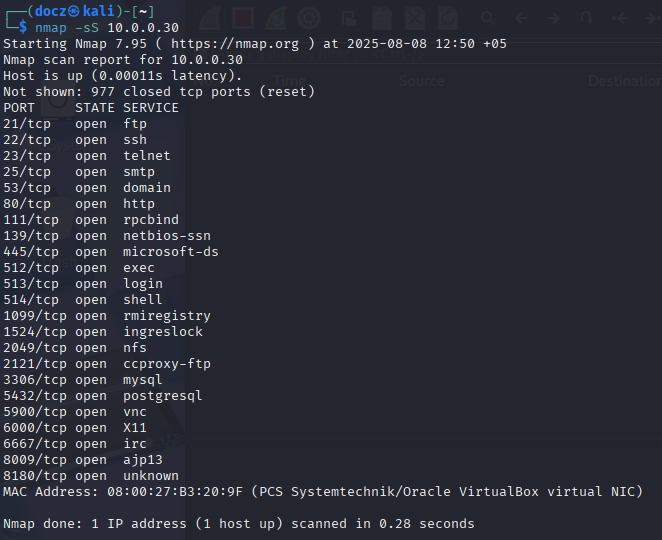 ┌──(docz㉿kali)-[~]
└─$ nmap -sS 10.0.0.30
Starting Nmap 7.95 ( https://nmap.org ) at 2025-08-08 12:50 +05
Nmap scan report for 10.0.0.30
Host is up (0.00011s latency).
Not shown: 977 closed tcp ports (reset)
PORT     STATE SERVICE
21/tcp   open  ftp
22/tcp   open  ssh
23/tcp   open  telnet
25/tcp   open  smtp
53/tcp   open  domain
80/tcp   open  http
111/tcp  open  rpcbind
139/tcp  open  netbios-ssn
445/tcp  open  microsoft-ds
512/tcp  open  exec
513/tcp  open  login
514/tcp  open  shell
1099/tcp open  rmiregistry
1524/tcp open  ingreslock
2049/tcp open  nfs
2121/tcp open  ccproxy-ftp
3306/tcp open  mysql
5432/tcp open  postgresql
5900/tcp open  vnc
6000/tcp open  X11
6667/tcp open  irc
8009/tcp open  ajp13
8180/tcp open  unknown
MAC Address: 08:00:27:B3:20:9F (PCS Systemtechnik/Oracle VirtualBox virtual NIC)
Nmap done: 1 IP address (1 host up) scanned in 0.28 seconds
Time Source Destination